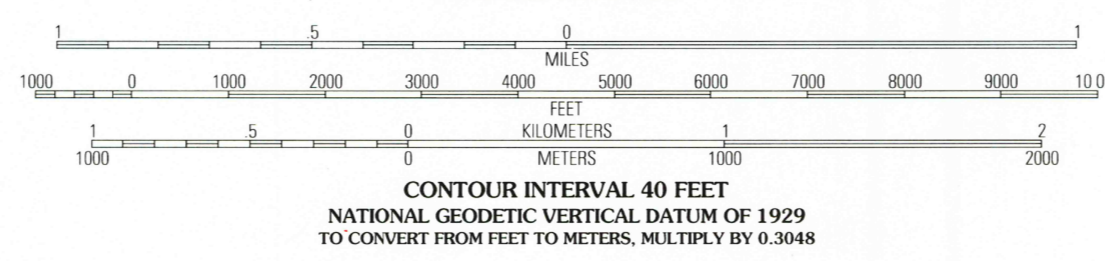 1 .5 0 1
MILES
1000 0 1000 2000 3000 4000 5000 6000 7000 8000 9000 10 0
FEET
1 .5 0 KILOMETERS 1 2
1000 0 METERS 1000 2000
CONTOUR INTERVAL 40 FEET
NATIONAL GEODETIC VERTICAL DATUM OF 1929
TO CONVERT FROM FEET TO METERS, MULTIPLY BY 0.3048